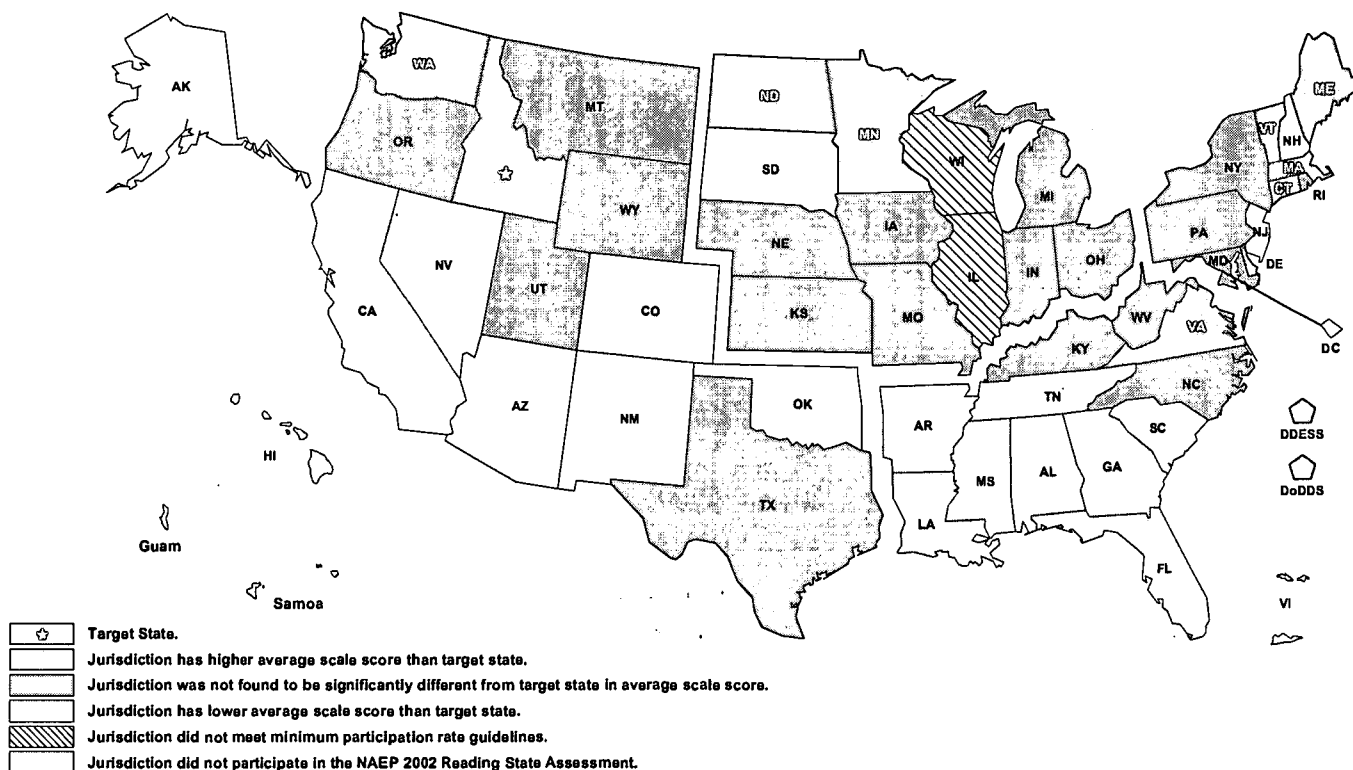 AK
WA
MT
ND
MN
ME
OR
VT
NH
SD
WI
NY
MA
CT
RI
MI
WY
IA
PA
NJ
NE
OH
IN
IL
MD
DE
NV
UT
CO
CA
KS
MO
WV
VA
KY
DC
NC
TN
AZ
NM
OK
AR
SC
DDESS
HI
MS
AL
GA
DoDDS
TX
LA
Guam
FL
VI
Samoa
Target State.
Jurisdiction has higher average scale score than target state.
Jurisdiction was not found to be significantly different from target state in average scale score.
Jurisdiction has lower average scale score than target state.
Jurisdiction did not meet minimum participation rate guidelines.
Jurisdiction did not participate in the NAEP 2002 Reading State Assessment.